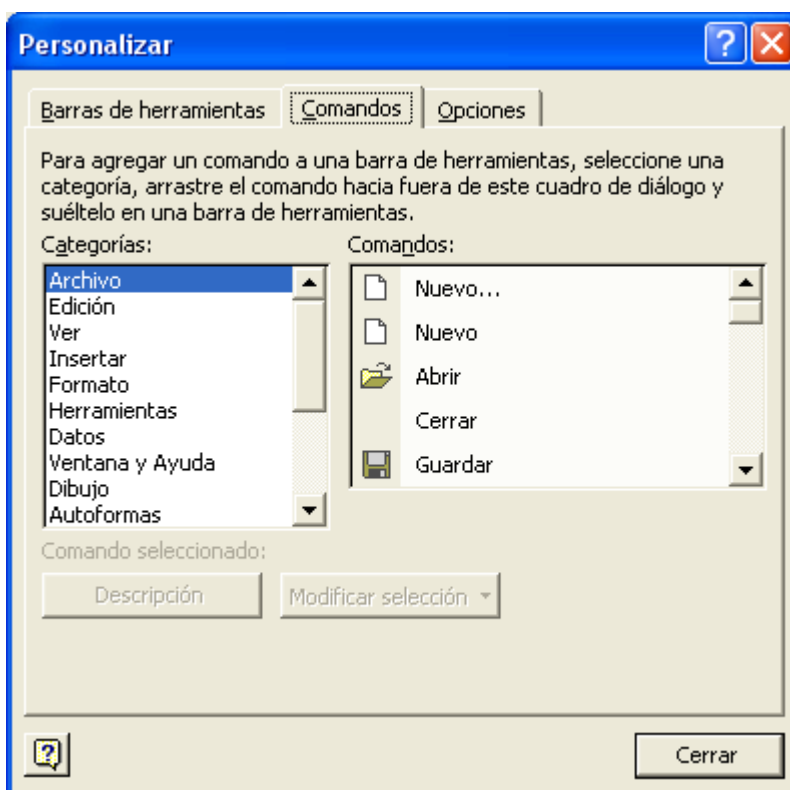 Personalizar
Barras de herramientas Comandos Opciones
Para agregar un comando a una barra de herramientas, seleccione una
categoría, arrastre el comando hacia fuera de este cuadro de diálogo y
suéltelo en una barra de herramientas.
Categorías:
Archivo
Edición
Ver
Insertar
Formato
Herramientas
Datos
Ventana y Ayuda
Dibujo
Autoformas
Comandos:
Nuevo...
Nuevo
Abrir
Cerrar
Guardar
Comando seleccionado:
Descripción Modificar selección
Cerrar